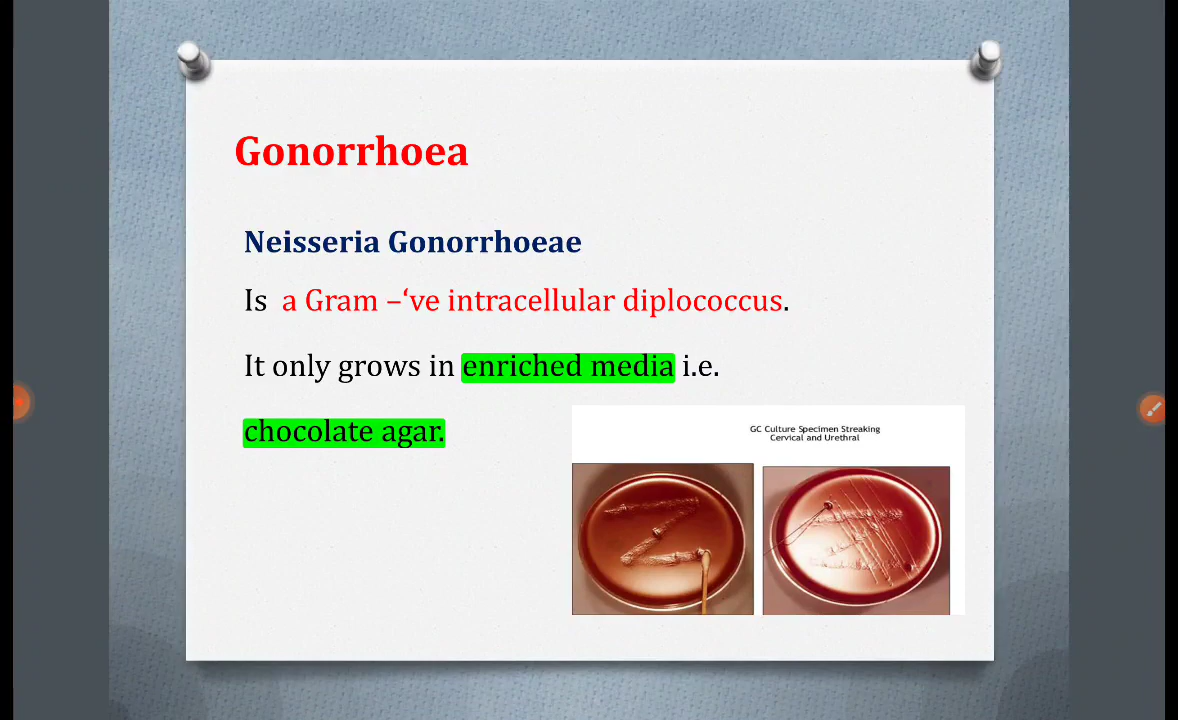 Gonorrhoea
Neisseria Gonorrhoeae
Is a Gram –‘ve intracellular diplococcus.
It only grows in enriched media i.e.
chocolate agar.
GC Culture Specimen Streaking
Cervical and Urethral